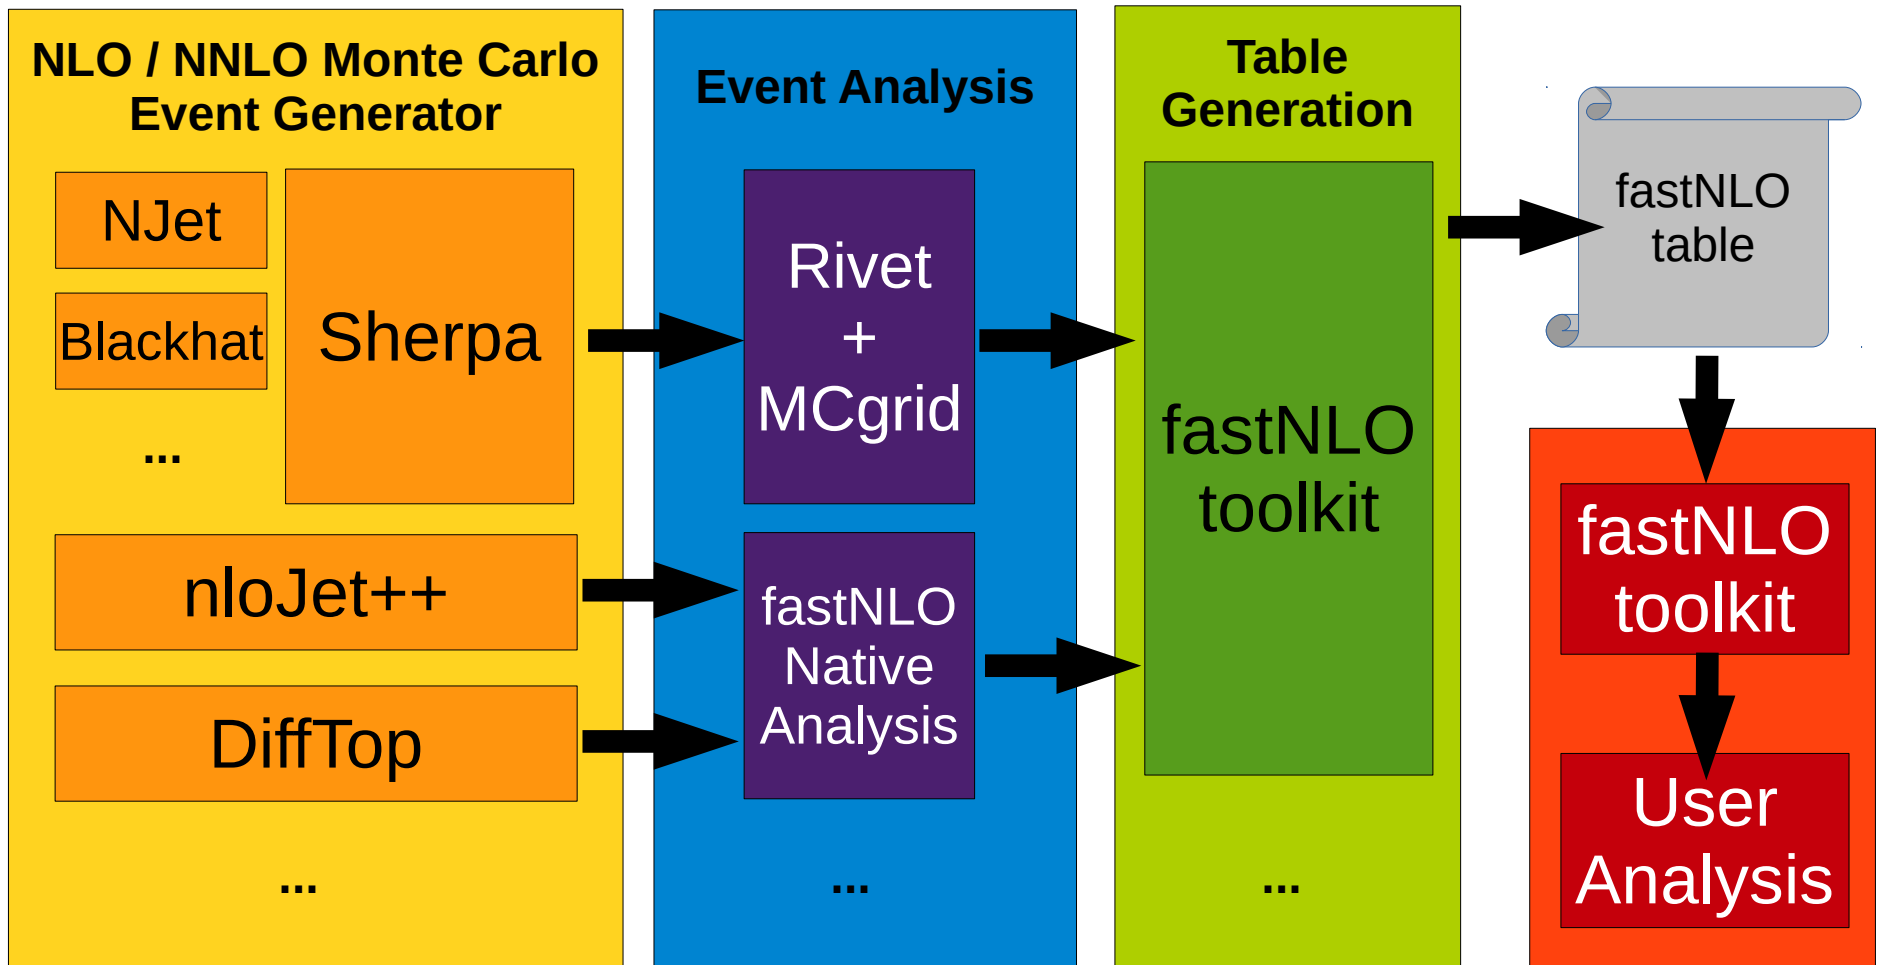 NLO / NNLO Monte Carlo
Event Generator
NJet
Blackhat
...
Sherpa
nloJet++
DiffTop
...
Event Analysis
Rivet
+
MCgrid
fastNLO
Native
Analysis
...
Table
Generation
fastNLO
toolkit
...
fastNLO
table
fastNLO
toolkit
User
Analysis